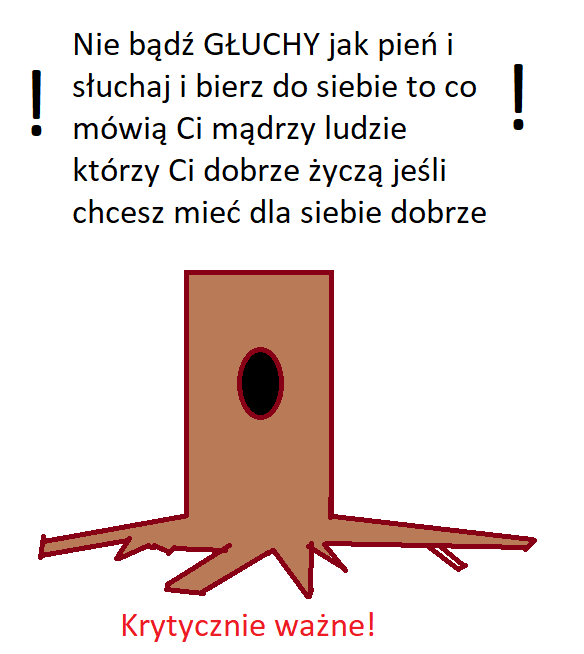 Nie bądź GŁUCHY jak pień i
słuchaj i bierz do siebie to co
mówią Ci mądrzy ludzie
którzy Ci dobrze życzą jeśli
chcesz mieć dla siebie dobrze
!
!
Krytycznie ważne!